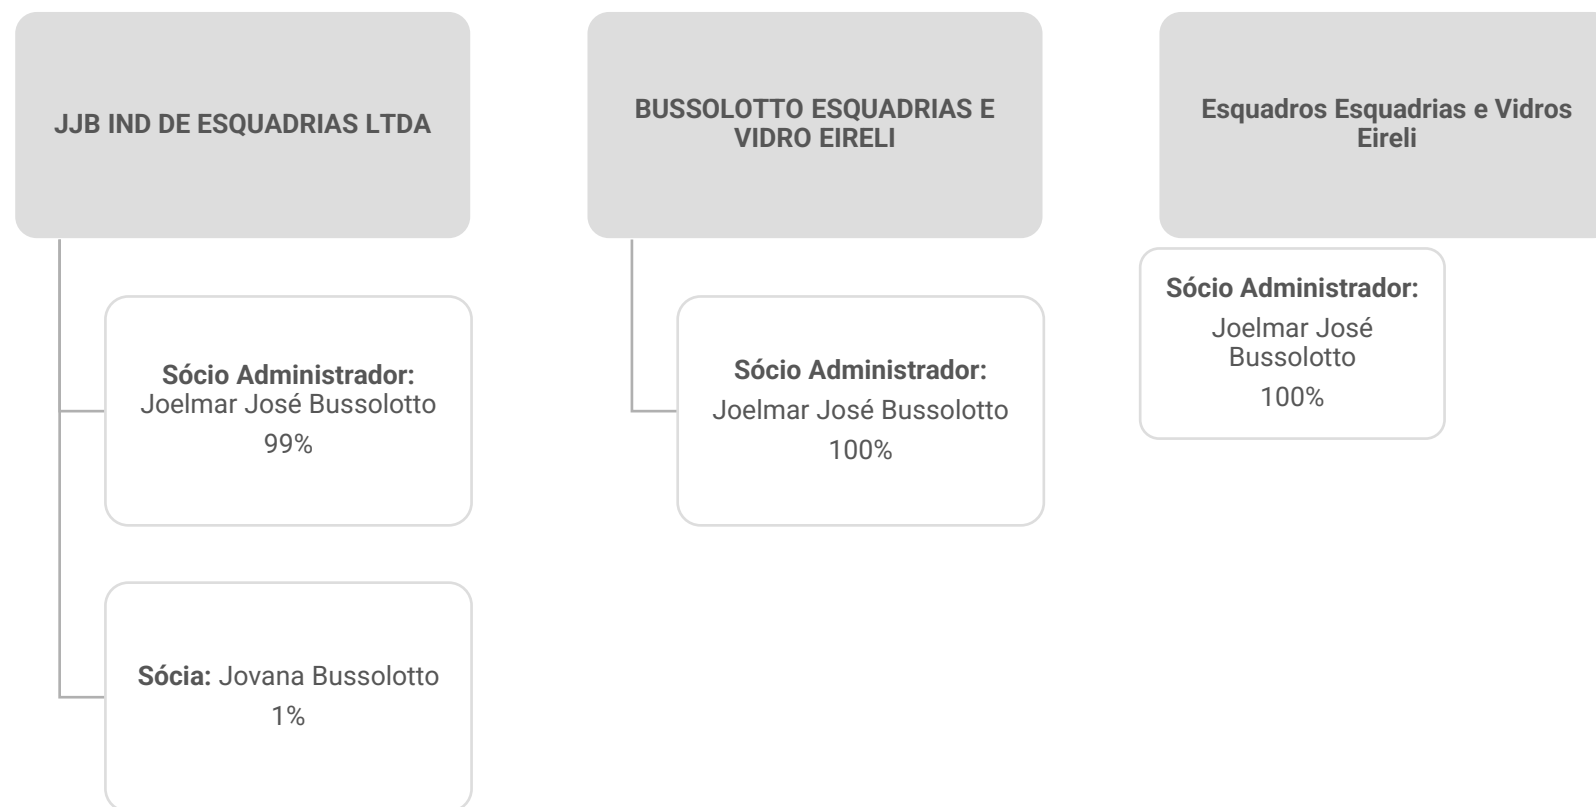 JJB IND DE ESQUADRIAS LTDA
Sócio Administrador:
Joelmar José Bussolotto
99%
Sócia: Jovana Bussolotto
1%
BUSSOLOTTO ESQUADRIAS E
VIDRO EIRELI
Sócio Administrador:
Joelmar José Bussolotto
100%
Esquadros Esquadrias e Vidros
Eireli
Sócio Administrador:
Joelmar José
Bussolotto
100%